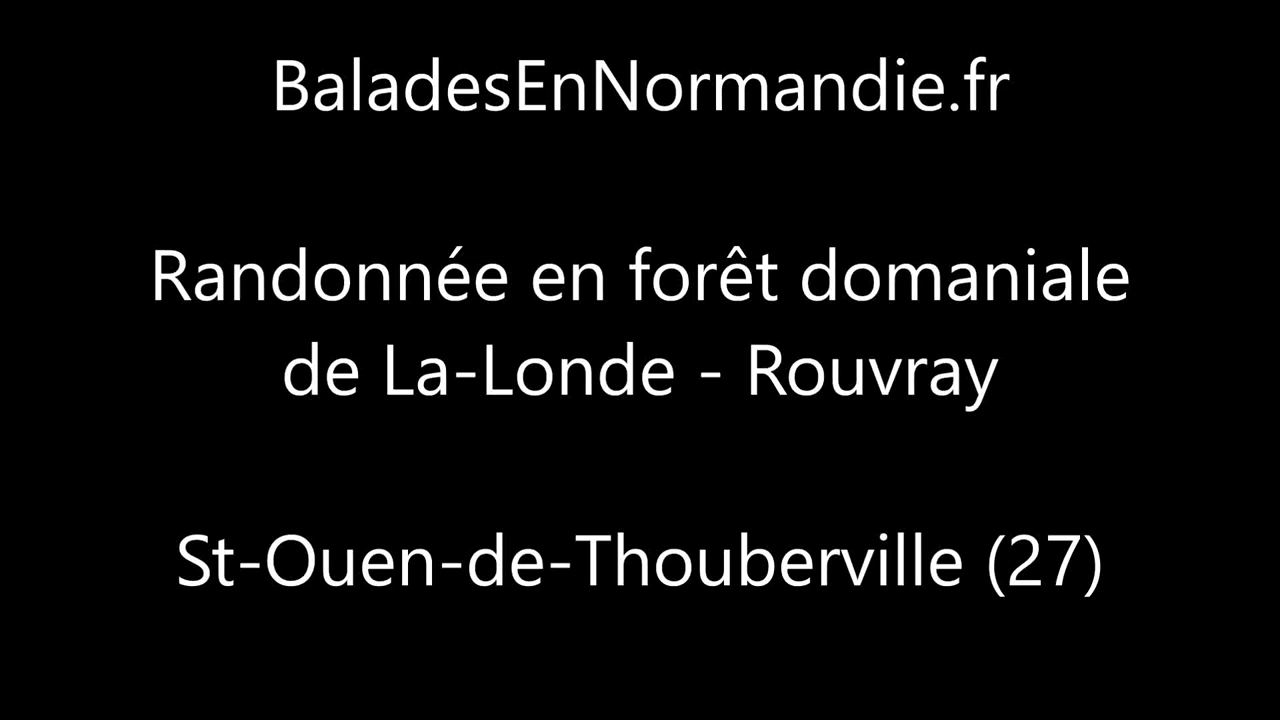 BaladesEnNormandie.fr
Randonnée en forêt domaniale
de La-Londe - Rouvray
St-Ouen-de-Thouberville (27)